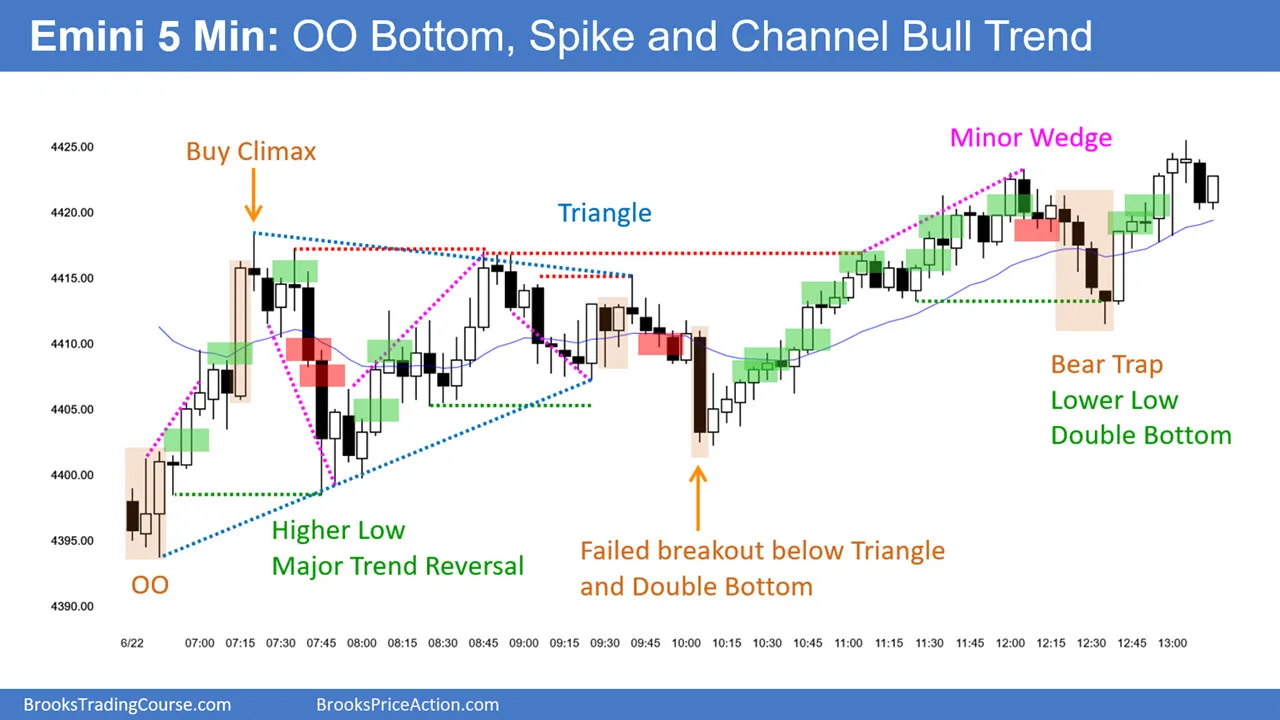 Emini 5 Min: OO Bottom, Spike and Channel Bull Trend
Minor Wedge
Buy Climax
Triangle
4425.00
4420.00
4415.00
4410.00
4405.00
4400.00
4395.00
4390.00
Bear Trap
Lower Low
Double Bottom
Higher Low
Major Trend Reversal
Failed breakout below Triangle
and Double Bottom
OO
6/22 07:00 07:15 07:30 07:45 08:00 08:15 08:30 08:45 09:00 09:15 09:30 09:45 10:00 10:15 10:30 10:45 11:00 11:15 11:30 11:45 12:00 12:15 12:30 12:45 13:00
BrooksTradingCourse.com BrooksPriceAction.com